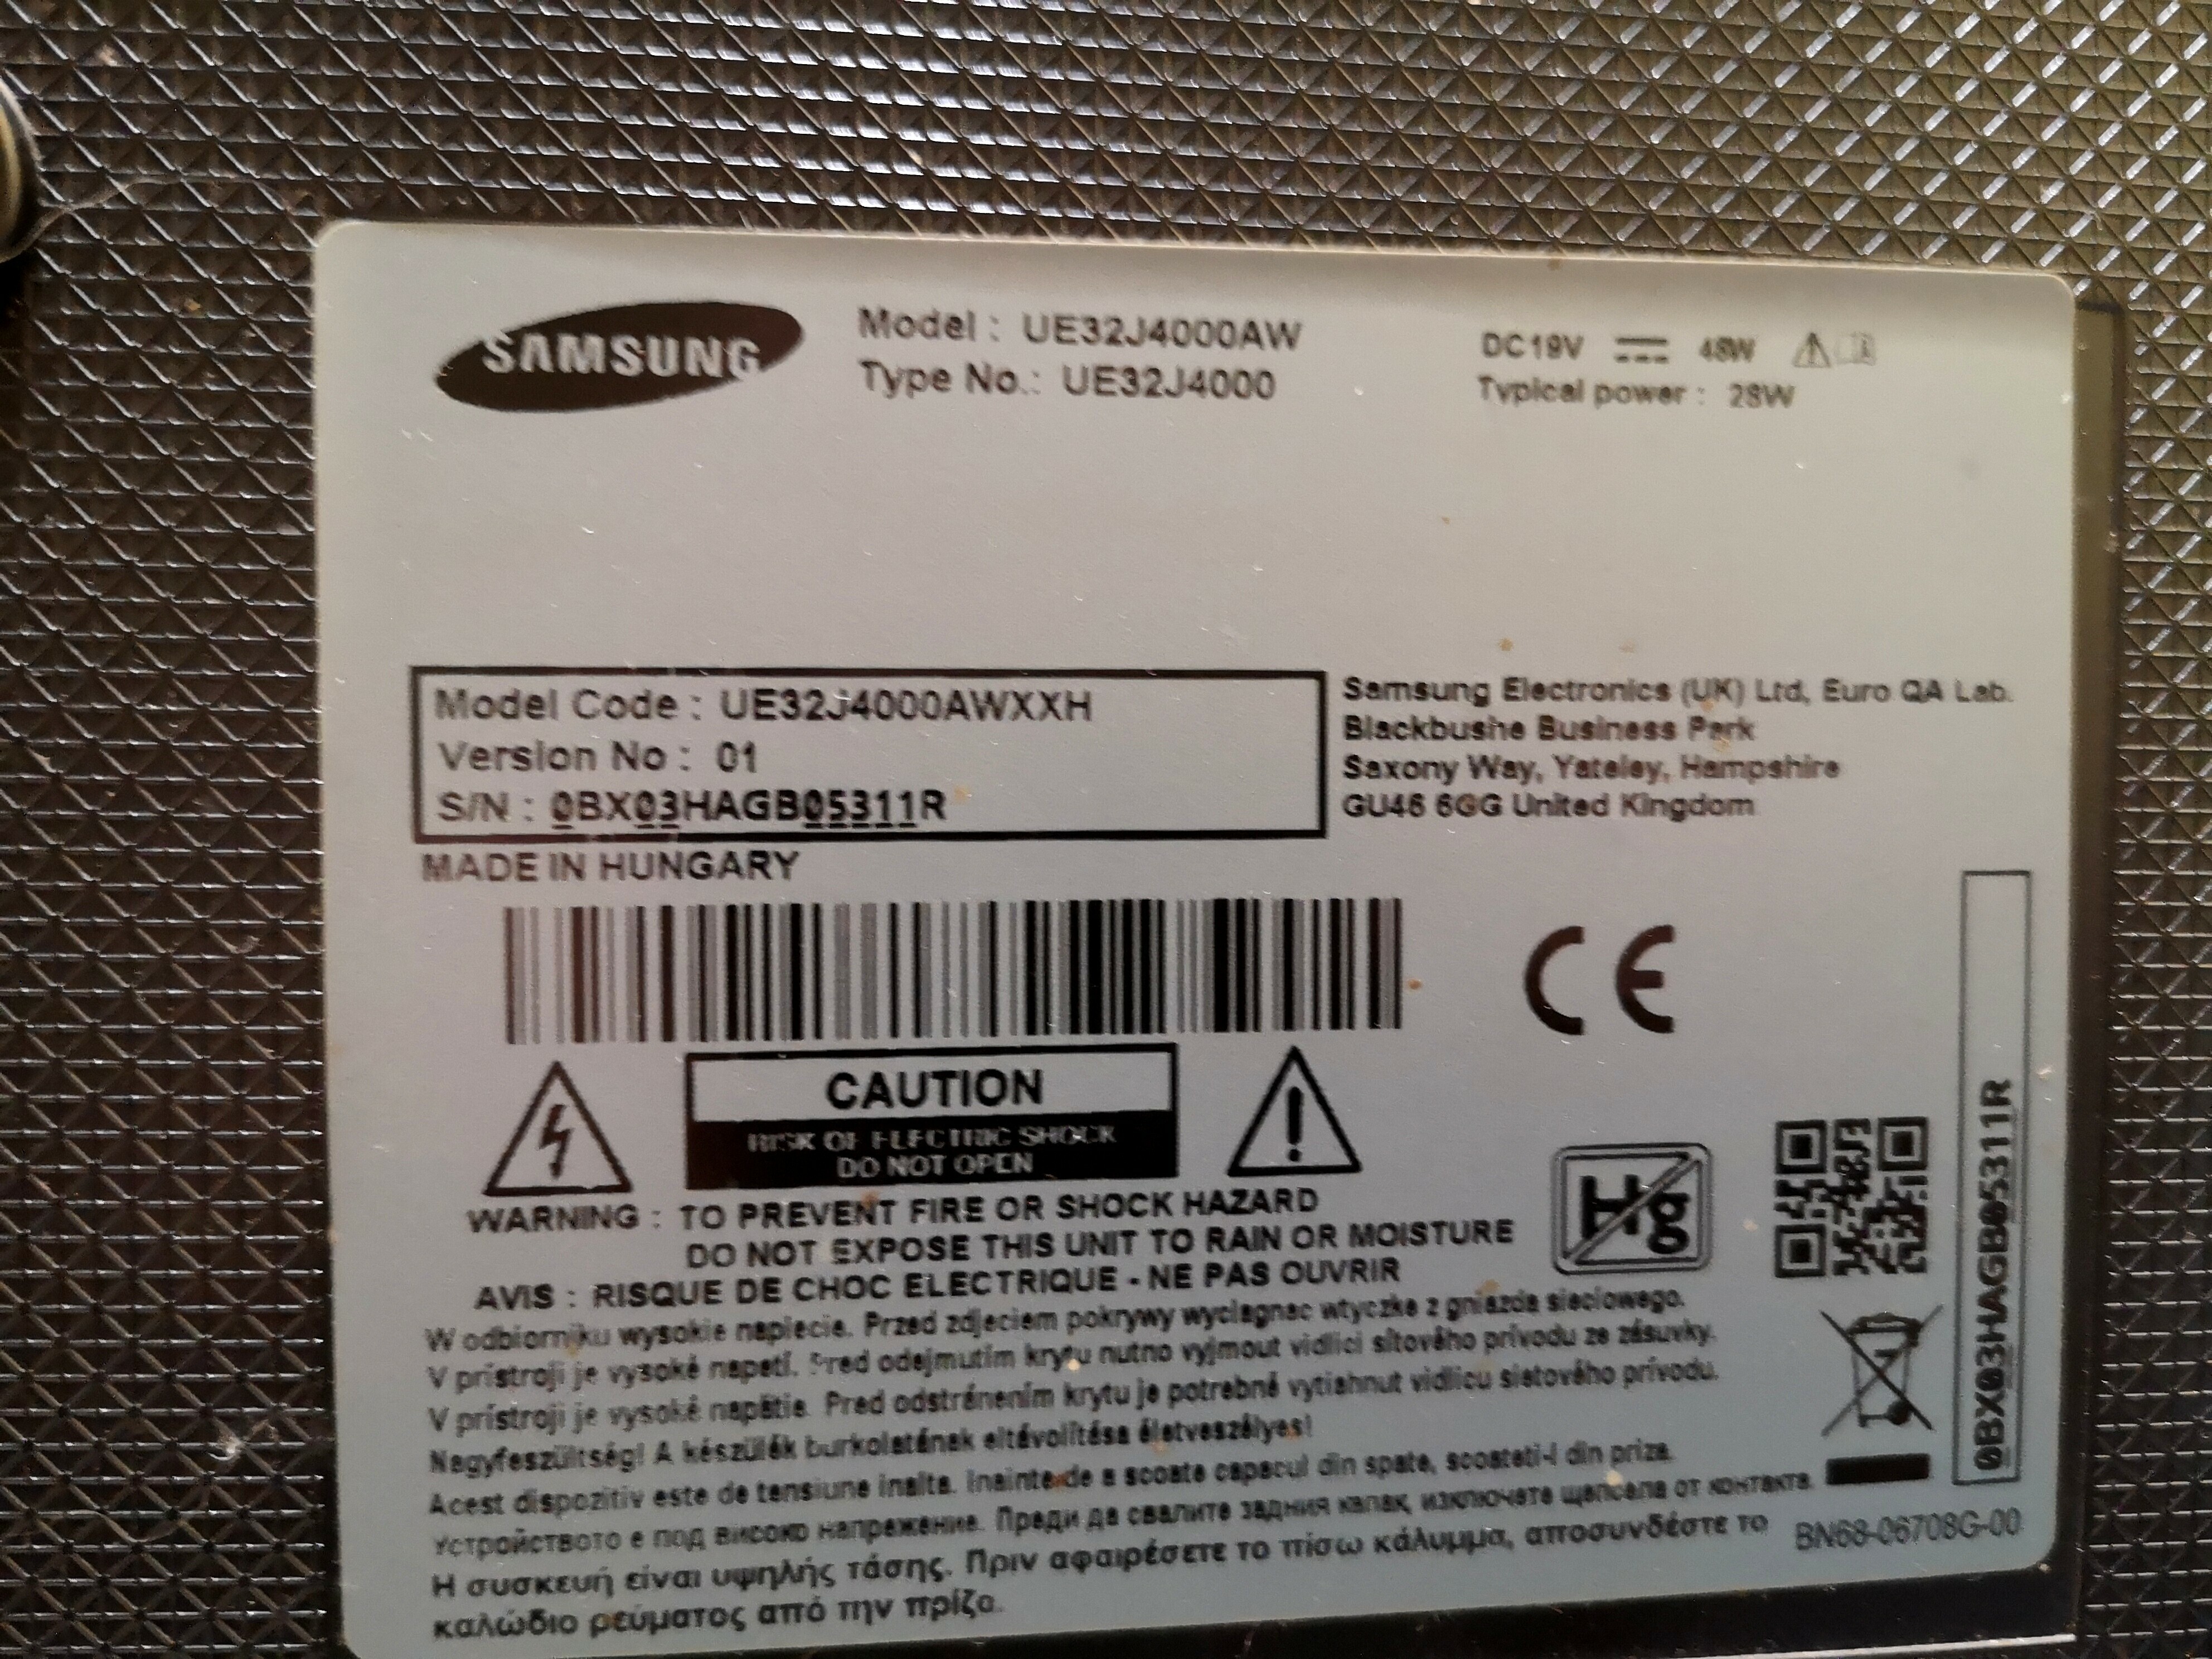 SAMSUNG
Model : UE32J4000AW
Type No.: UE32J4000
DC19V 48W
Typical power : 28W
Model Code : UE32J4000AWXXH
Version No : 01
S/N : 0BX03HAGB05311R
MADE IN HUNGARY
Samsung Electronics (UK) Ltd, Euro QA Lab.
Blackbushe Business Park
Saxony Way, Yateley, Hampshire
GU46 6GG United Kingdom
CE
CAUTION
RISK OF ELECTRIC SHOCK
DO NOT OPEN
WARNING : TO PREVENT FIRE OR SHOCK HAZARD
DO NOT EXPOSE THIS UNIT TO RAIN OR MOISTURE
AVIS : RISQUE DE CHOC ELECTRIQUE - NE PAS OUVRIR
Hg
W odbiorniku wysokie napiecie. Przed zdjeciem pokrywy wyciagnac wtyczke z gniazda sieciowego.
V prístroji je vysoké napetí. Pred odejmutím krytu nutno vyjmout vidlici sítového prívodu ze zásuvky.
V prístroji je vysoké napätie. Pred odstránením krytu je potrebné vytiahnut vidlicu sietového prívodu.
Nagyfeszültség! A készülék burkolatának eltávolítása életveszélyes!
Acest dispozitiv este de tensiune inalta. Inainte de a scoate capacul din spate, scoateti-l din priza.
Устройството е под високо напрежение. Преди да свалите задния капак, изключете щепсела от контакта.
Η συσκευή είναι υψηλής τάσης. Πριν αφαιρέσετε το πίσω κάλυμμα, αποσυνδέστε το
καλώδιο ρεύματος από την πρίζα.
0BX03HAGB05311R
BN68-06708G-00